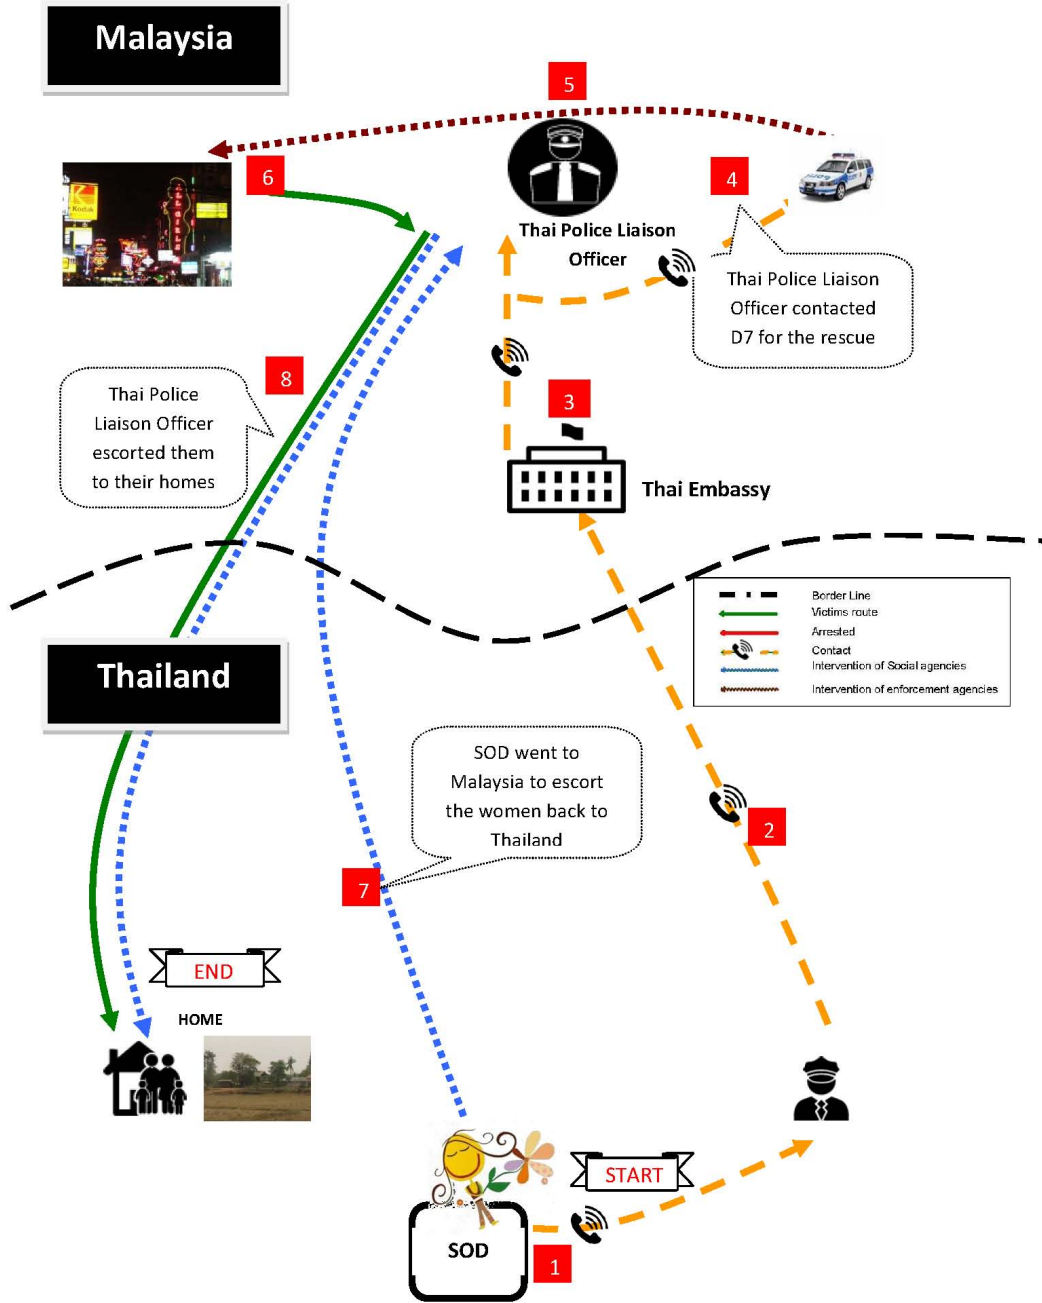 Malaysia
5
6
4
Thai Police Liaison
Officer
Thai Police Liaison
Officer contacted
D7 for the rescue
Kodak
8
Thai Police
Liaison Officer
escorted them
to their homes
3
Thai Embassy
Border Line
Victims route
Arrested
Contact
Intervention of Social agencies
Intervention of enforcement agencies
Thailand
SOD went to
Malaysia to escort
the women back to
Thailand
2
7
END
HOME
START
SOD
1